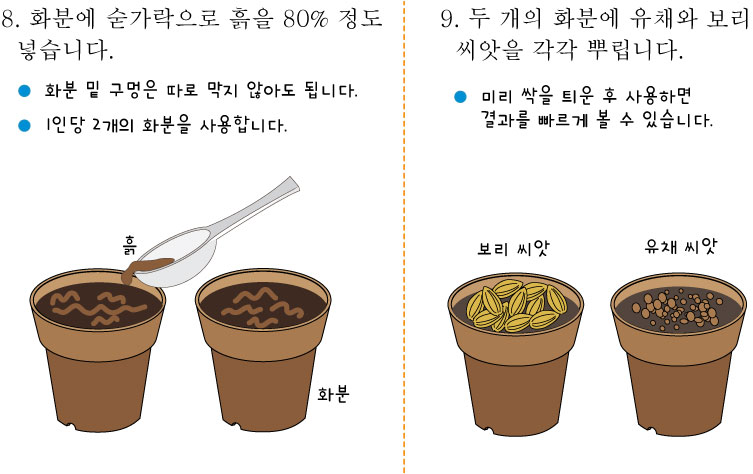 8. 화분에 숟가락으로 흙을 80% 정도
넣습니다.
● 화분 밑 구멍은 따로 막지 않아도 됩니다.
● 1인당 2개의 화분을 사용합니다.
흙
화분
9. 두 개의 화분에 유채와 보리
씨앗을 각각 뿌립니다.
● 미리 싹을 틔운 후 사용하면
결과를 빠르게 볼 수 있습니다.
보리 씨앗
유채 씨앗